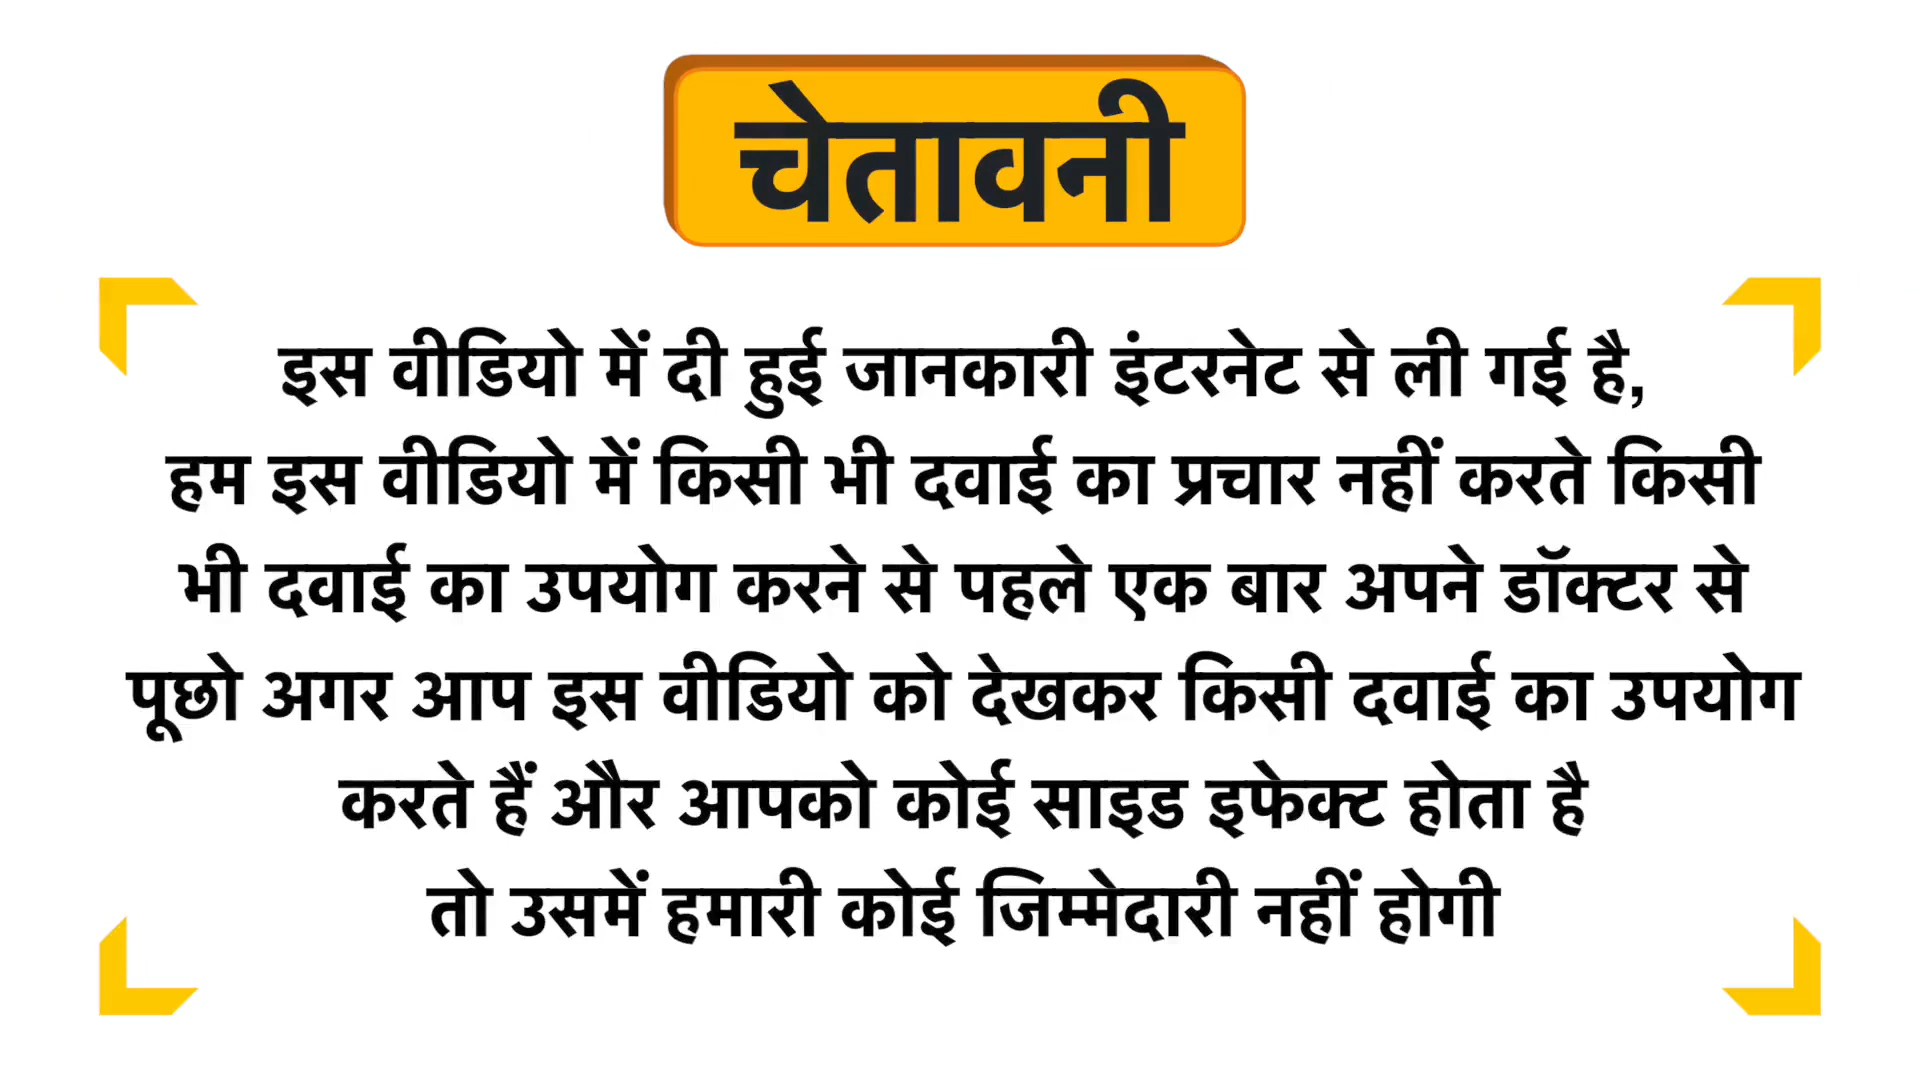 चेतावनी
इस वीडियो में दी हुई जानकारी इंटरनेट से ली गई है,
हम इस वीडियो में किसी भी दवाई का प्रचार नहीं करते किसी
भी दवाई का उपयोग करने से पहले एक बार अपने डॉक्टर से
पूछो अगर आप इस वीडियो को देखकर किसी दवाई का उपयोग
करते हैं और आपको कोई साइड इफेक्ट होता है
तो उसमें हमारी कोई जिम्मेदारी नहीं होगी